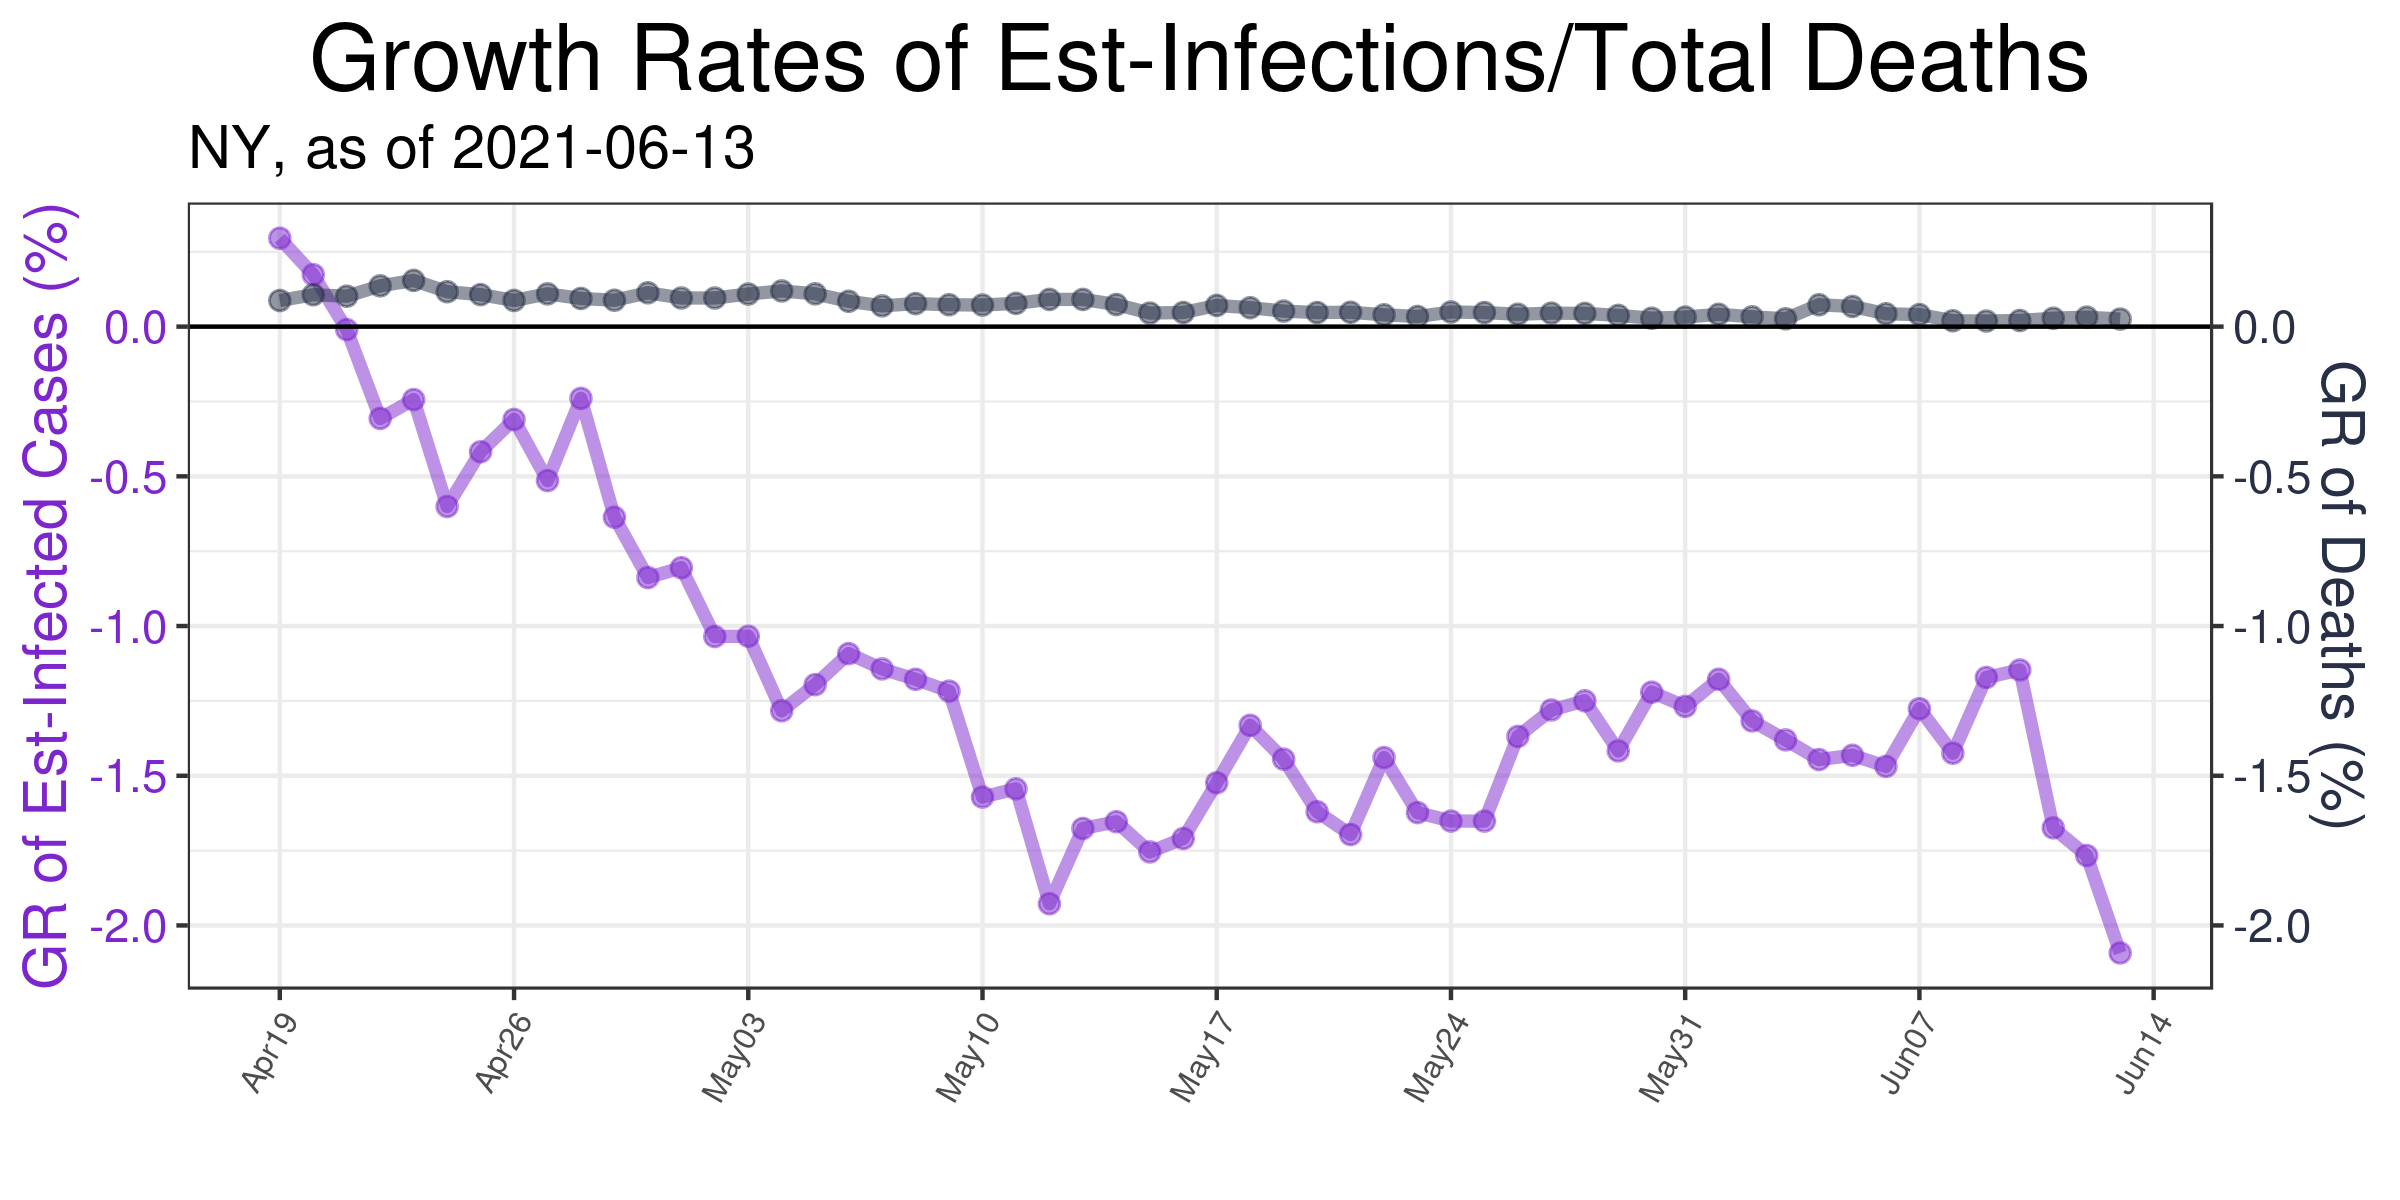 Growth Rates of Est-Infections/Total Deaths
NY, as of 2021-06-13
GR of Est-Infected Cases (%)
0.0
-0.5
-1.0
-1.5
-2.0
0.0
-0.5
-1.0
-1.5
-2.0
GR of Deaths (%)
Apr19
Apr26
May03
May10
May17
May24
May31
Jun07
Jun14